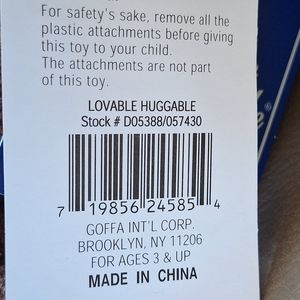 For safety's sake, remove all the
plastic attachments before giving
this toy to your child.
The attachments are not part
of this toy.
LOVABLE HUGGABLE
Stock # D05388/057430
7 19856 24585 4
GOFFA INT'L CORP.
BROOKLYN, NY 11206
FOR AGES 3 & UP
MADE IN CHINA